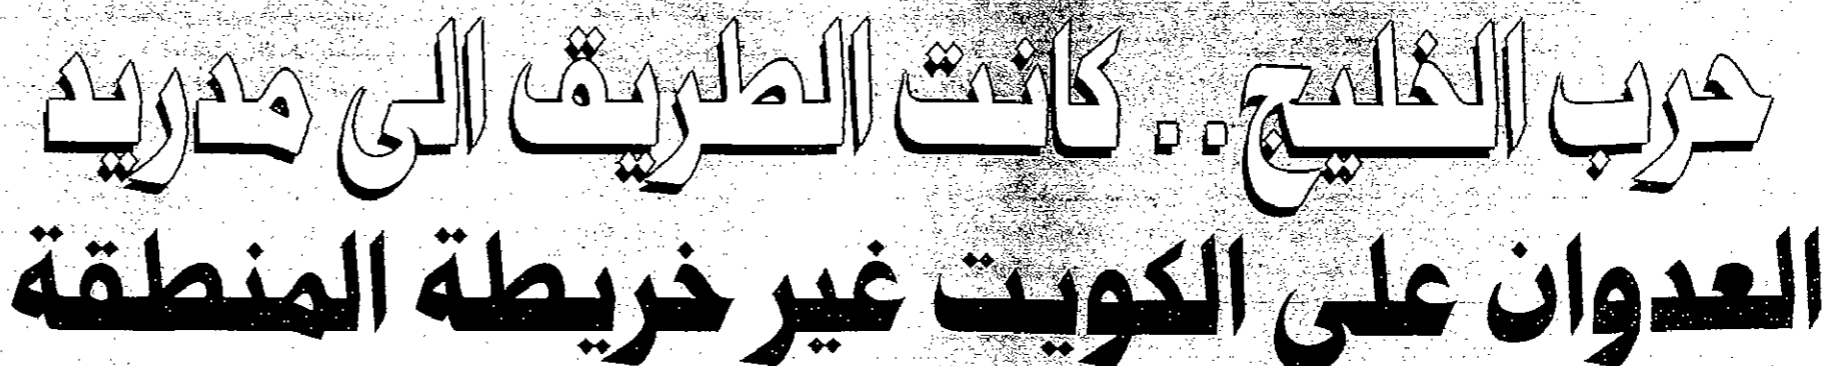 حرب الخليج .. كانت الطريق الى مدريد
العدوان على الكويت غير خريطة المنطقة